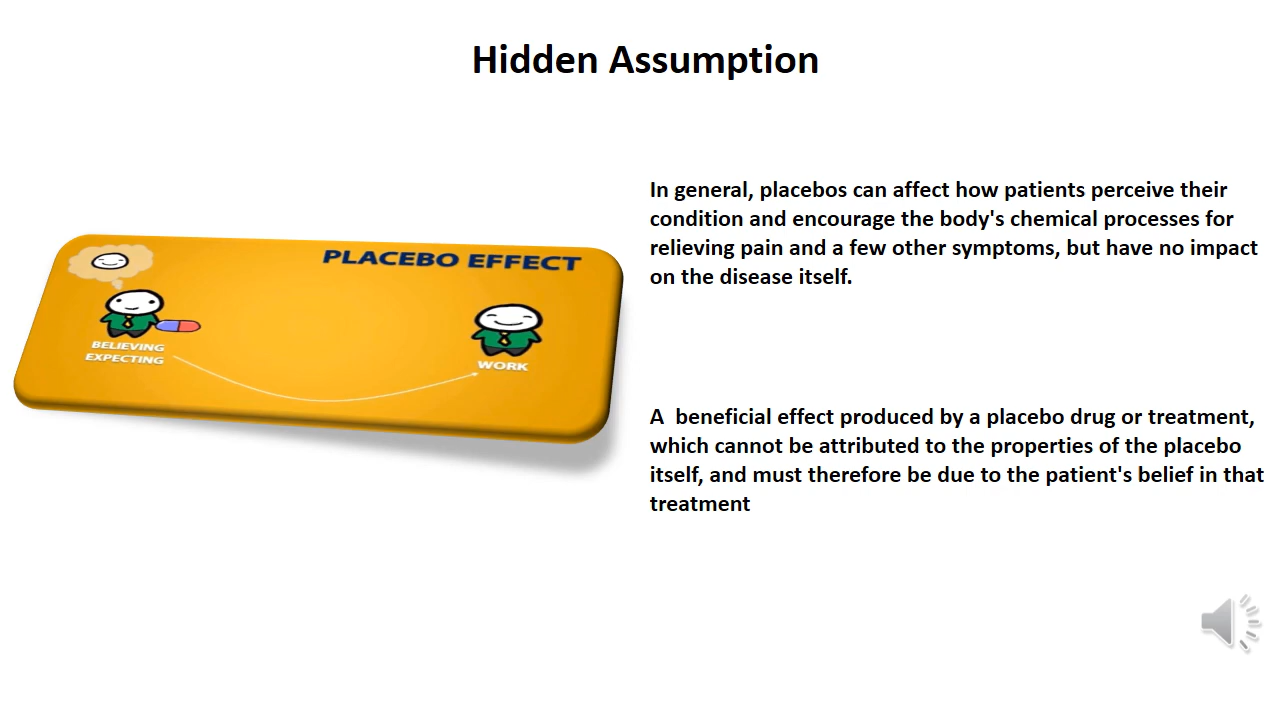 Hidden Assumption
PLACEBO EFFECT
BELIEVING
EXPECTING
WORK
In general, placebos can affect how patients perceive their
condition and encourage the body's chemical processes for
relieving pain and a few other symptoms, but have no impact
on the disease itself.
A  beneficial effect produced by a placebo drug or treatment,
which cannot be attributed to the properties of the placebo
itself, and must therefore be due to the patient's belief in that
treatment